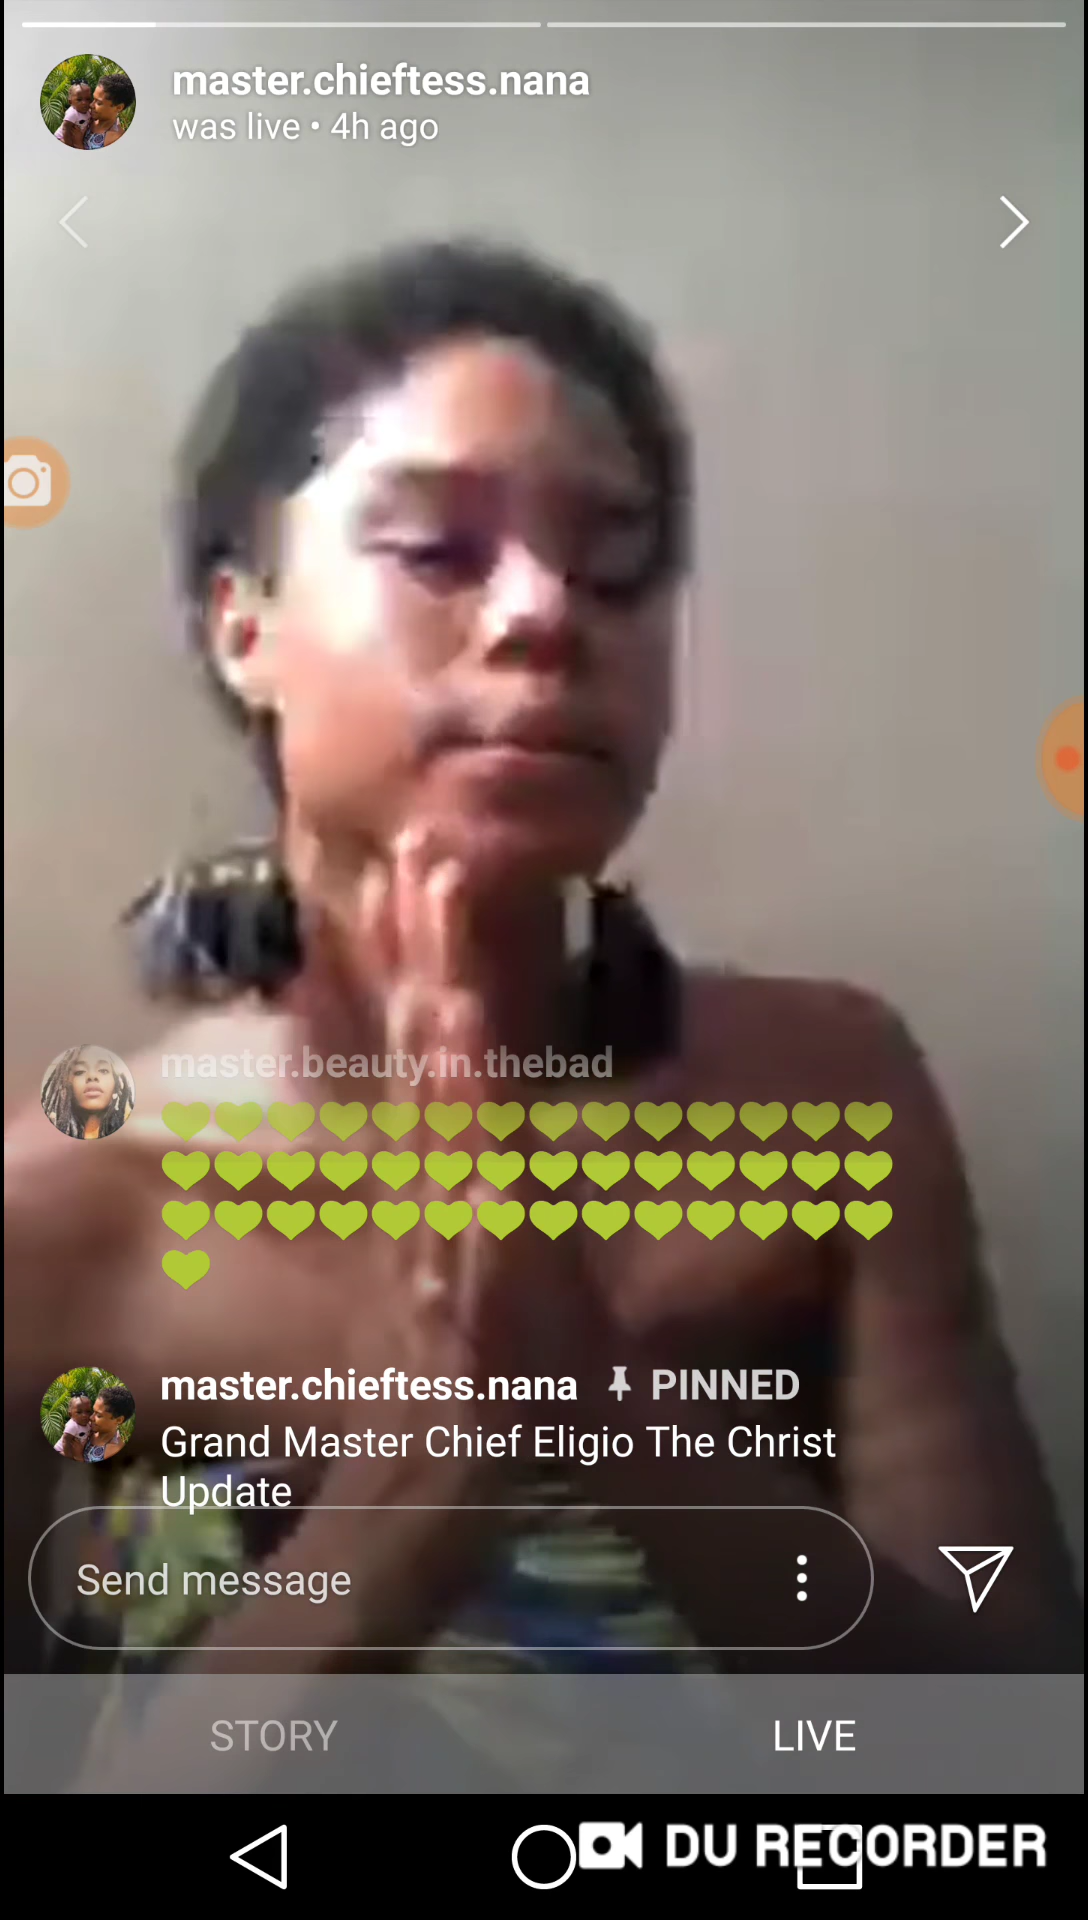 master.chieftess.nana
was live • 4h ago
master.beauty.in.thebad
💚💚💚💚💚💚💚💚💚💚💚💚💚💚
💚💚💚💚💚💚💚💚💚💚💚💚💚💚
💚💚💚💚💚💚💚💚💚💚💚💚💚💚
💚
master.chieftess.nana PINNED
Grand Master Chief Eligio The Christ
Update
Send message
STORY LIVE
DU RECORDER